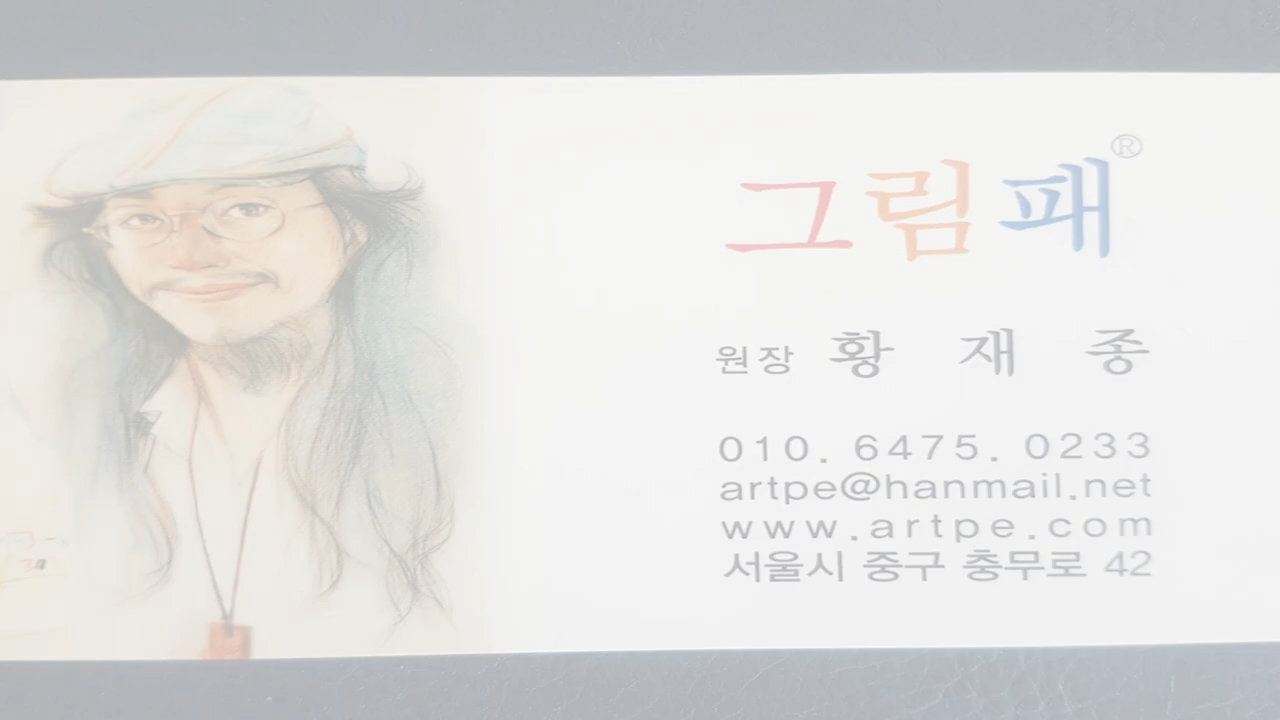 그림패®
원장 황 재 종
010. 6475. 0233
artpe@hanmail.net
www.artpe.com
서울시 중구 충무로 42